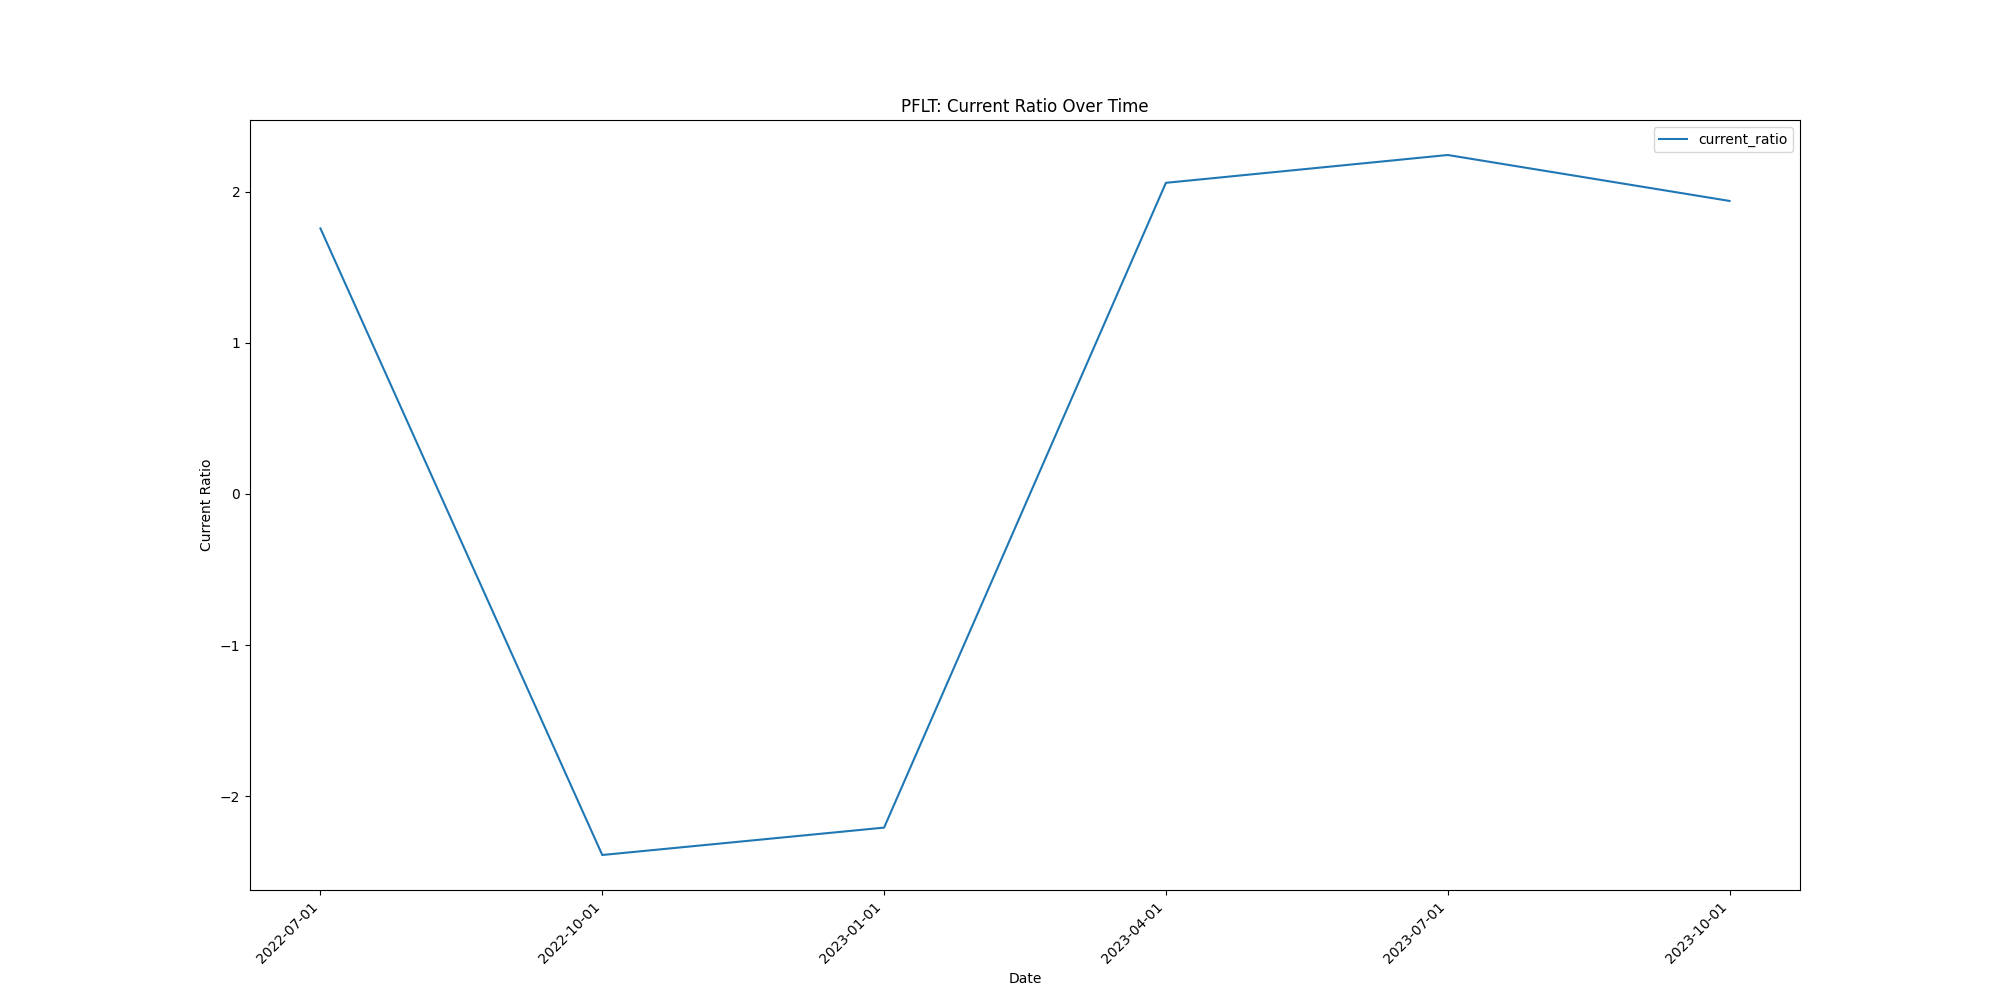 PFLT: Current Ratio Over Time
current_ratio
Current Ratio
2
1
0
−1
−2
2022-07-01
2022-10-01
2023-01-01
2023-04-01
2023-07-01
2023-10-01
Date